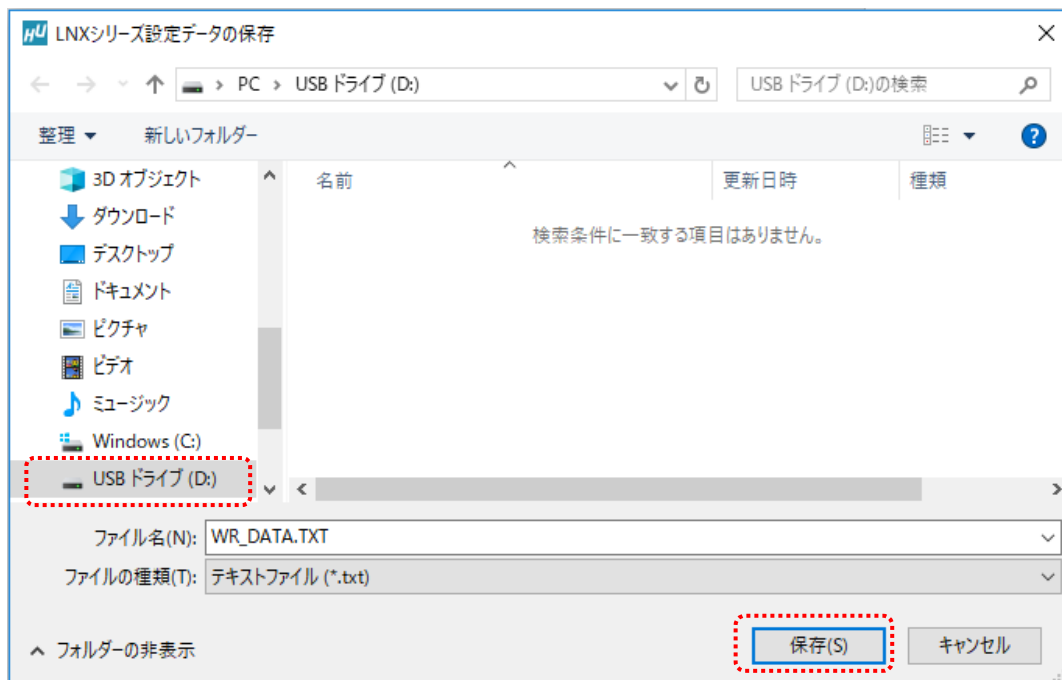 HU LNXシリーズ設定データの保存
PC › USB ドライブ (D:)
USB ドライブ (D:)の検索
整理
新しいフォルダー
3D オブジェクト
ダウンロード
デスクトップ
ドキュメント
ピクチャ
ビデオ
ミュージック
Windows (C:)
USB ドライブ (D:)
名前
更新日時
種類
検索条件に一致する項目はありません。
ファイル名(N): WR_DATA.TXT
ファイルの種類(T): テキストファイル (*.txt)
フォルダーの非表示
保存(S)
キャンセル